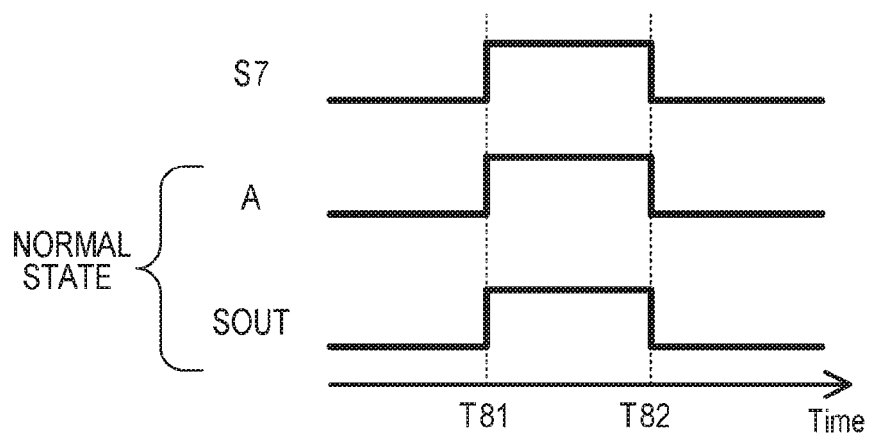 S7
A
NORMAL
STATE
SOUT
T81
T82
Time